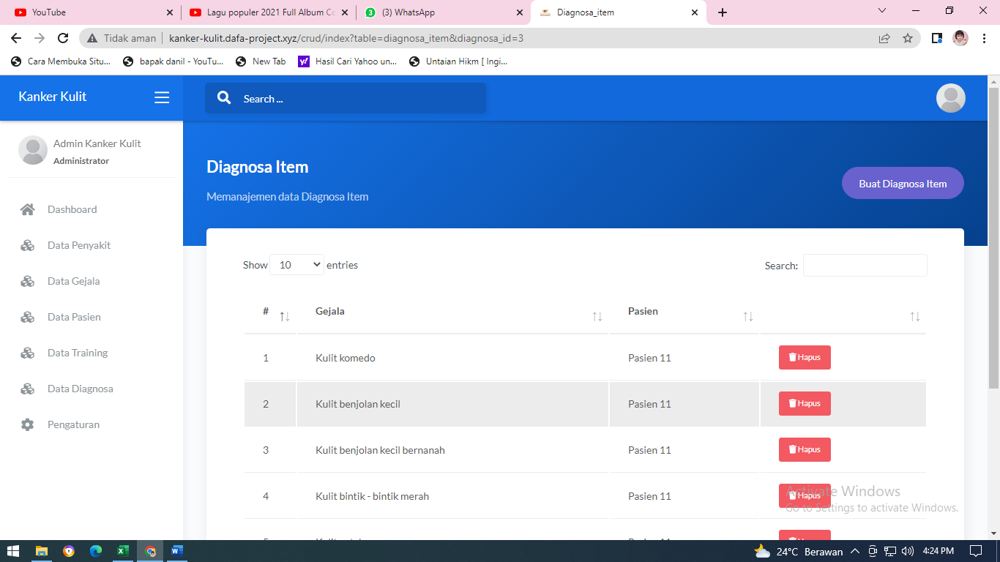 YouTube
Lagu populer 2021 Full Album Co
(3) WhatsApp
Diagnosa_item
Tidak aman
kanker-kulit.dafa-project.xyz/crud/index?table=diagnosa_item&diagnosa_id=3
Cara Membuka Situ...
bapak danil - YouTu...
New Tab
Hasil Cari Yahoo un...
Untaian Hikm [ Ingi...
Kanker Kulit
Search ...
Admin Kanker Kulit
Administrator
Dashboard
Data Penyakit
Data Gejala
Data Pasien
Data Training
Data Diagnosa
Pengaturan
Diagnosa Item
Memanajemen data Diagnosa Item
Buat Diagnosa Item
Show 10 entries
Search:
# Gejala Pasien
1 Kulit komedo Pasien 11 Hapus
2 Kulit benjolan kecil Pasien 11 Hapus
3 Kulit benjolan kecil bernanah Pasien 11 Hapus
4 Kulit bintik - bintik merah Pasien 11 Hapus
Activate Windows
Go to Settings to activate Windows.
24°C Berawan
4:24 PM